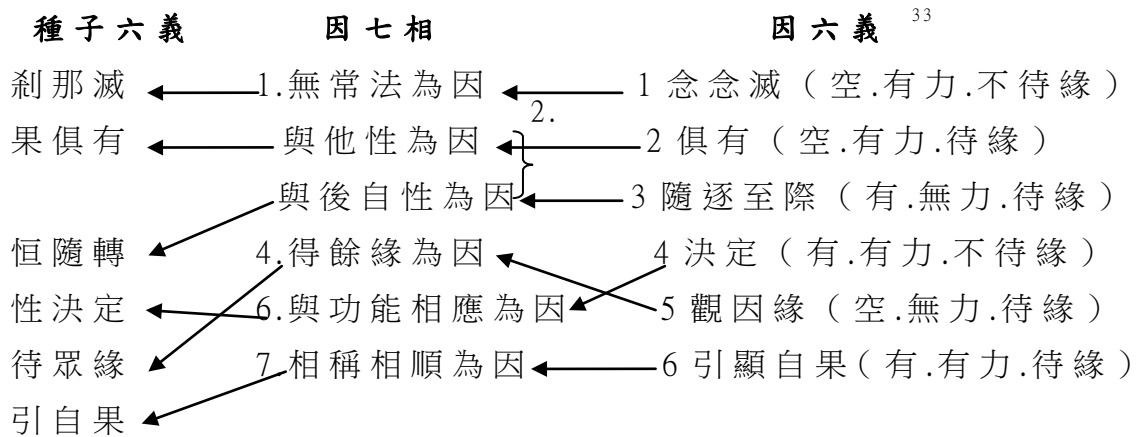 種子六義 因七相 因六義 33
剎那滅 1.無常法為因 1念念滅（空.有力.不待緣）
2.
果俱有 與他性為因 2俱有（空.有力.待緣）
與後自性為因 3隨逐至際（有.無力.待緣）
恒隨轉 4.得餘緣為因 4決定（有.有力.不待緣）
性決定 6.與功能相應為因 5觀因緣（空.無力.待緣）
待眾緣 7.相稱相順為因 6引顯自果（有.有力.待緣）
引自果